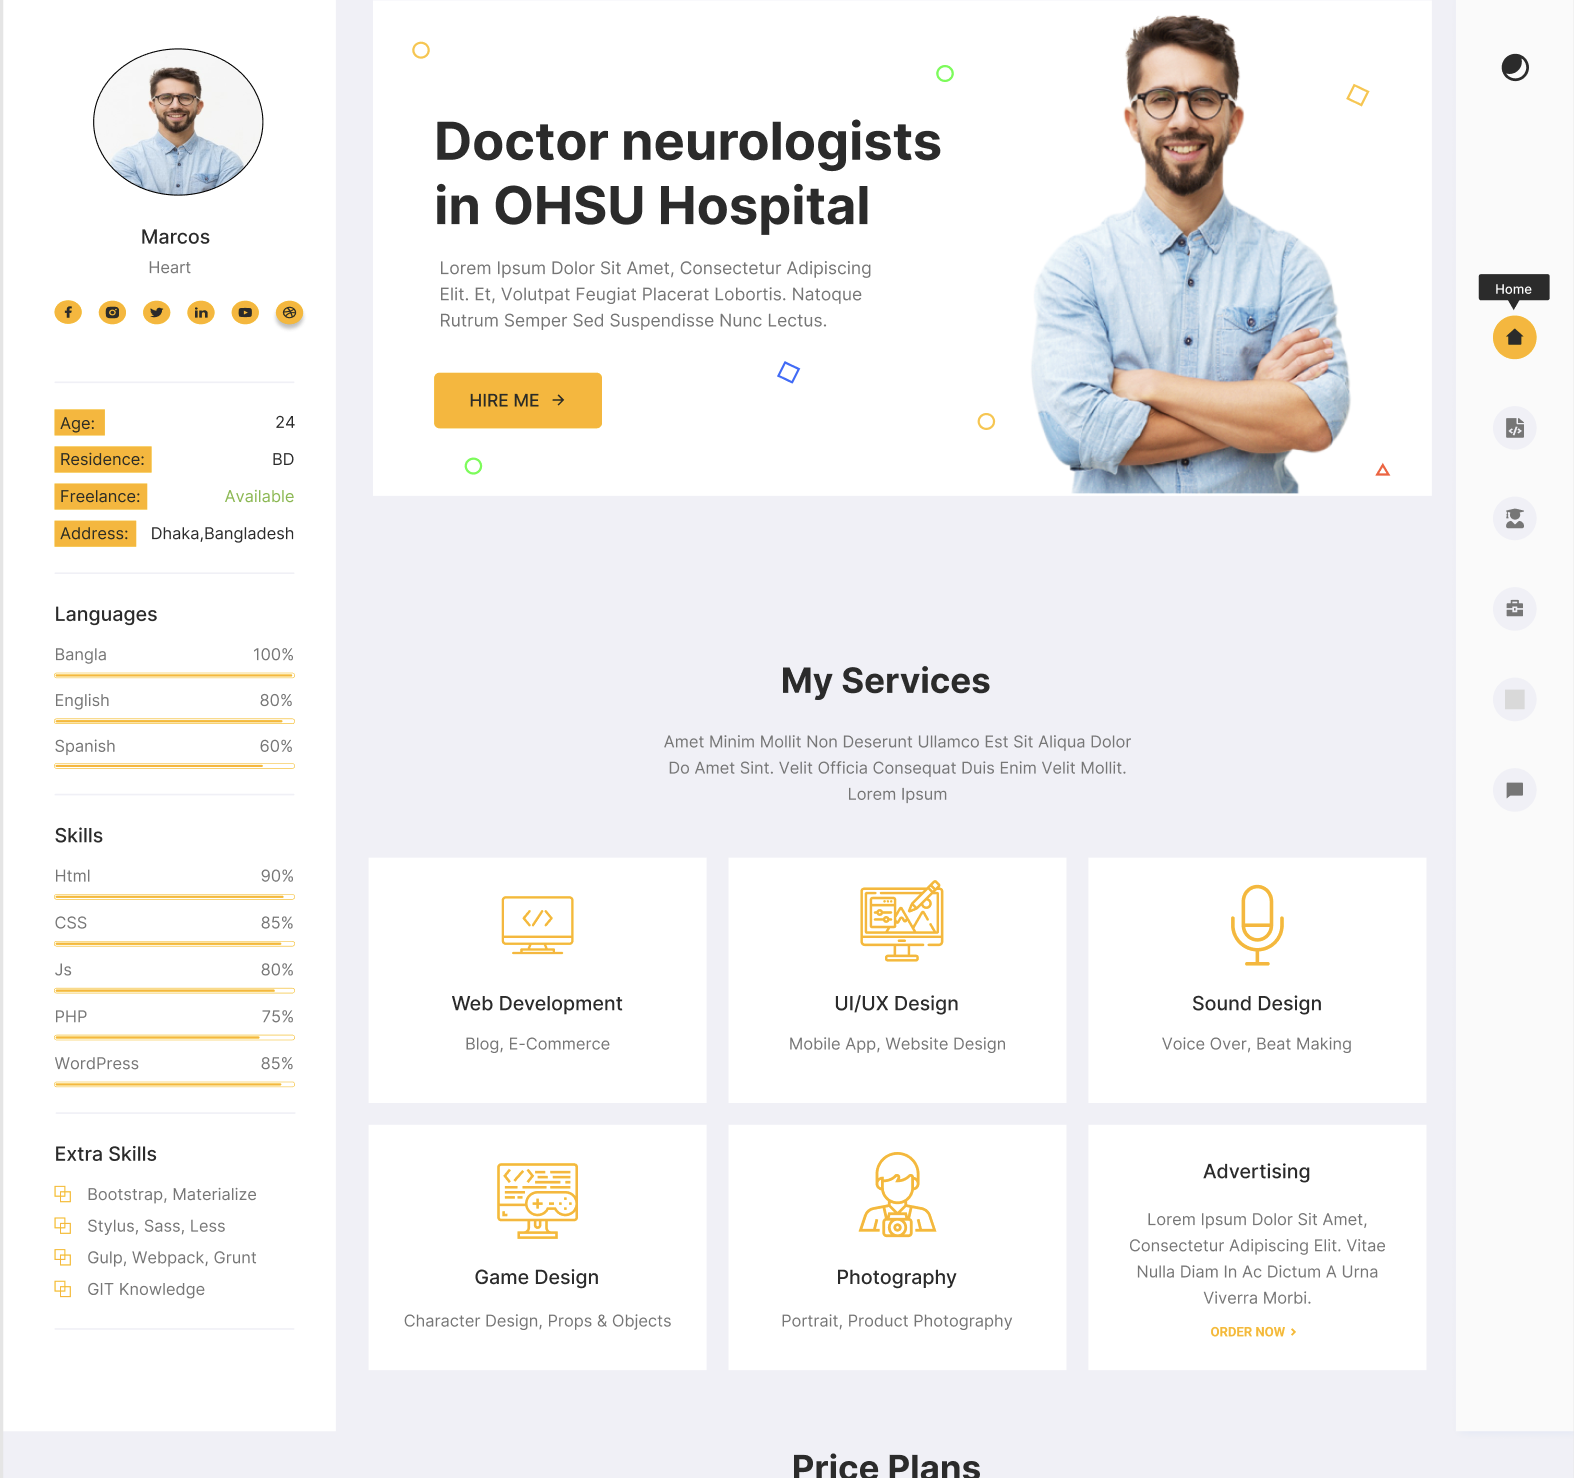 Marcos
Heart
Age: 24
Residence: BD
Freelance: Available
Address: Dhaka,Bangladesh
Languages
Bangla 100%
English 80%
Spanish 60%
Skills
Html 90%
CSS 85%
Js 80%
PHP 75%
WordPress 85%
Extra Skills
Bootstrap, Materialize
Stylus, Sass, Less
Gulp, Webpack, Grunt
GIT Knowledge
Doctor neurologists
in OHSU Hospital
Lorem Ipsum Dolor Sit Amet, Consectetur Adipiscing
Elit. Et, Volutpat Feugiat Placerat Lobortis. Natoque
Rutrum Semper Sed Suspendisse Nunc Lectus.
HIRE ME
My Services
Amet Minim Mollit Non Deserunt Ullamco Est Sit Aliqua Dolor
Do Amet Sint. Velit Officia Consequat Duis Enim Velit Mollit.
Lorem Ipsum
Web Development
Blog, E-Commerce
UI/UX Design
Mobile App, Website Design
Sound Design
Voice Over, Beat Making
Game Design
Character Design, Props & Objects
Photography
Portrait, Product Photography
Advertising
Lorem Ipsum Dolor Sit Amet,
Consectetur Adipiscing Elit. Vitae
Nulla Diam In Ac Dictum A Urna
Viverra Morbi.
ORDER NOW
Price Plans
Home